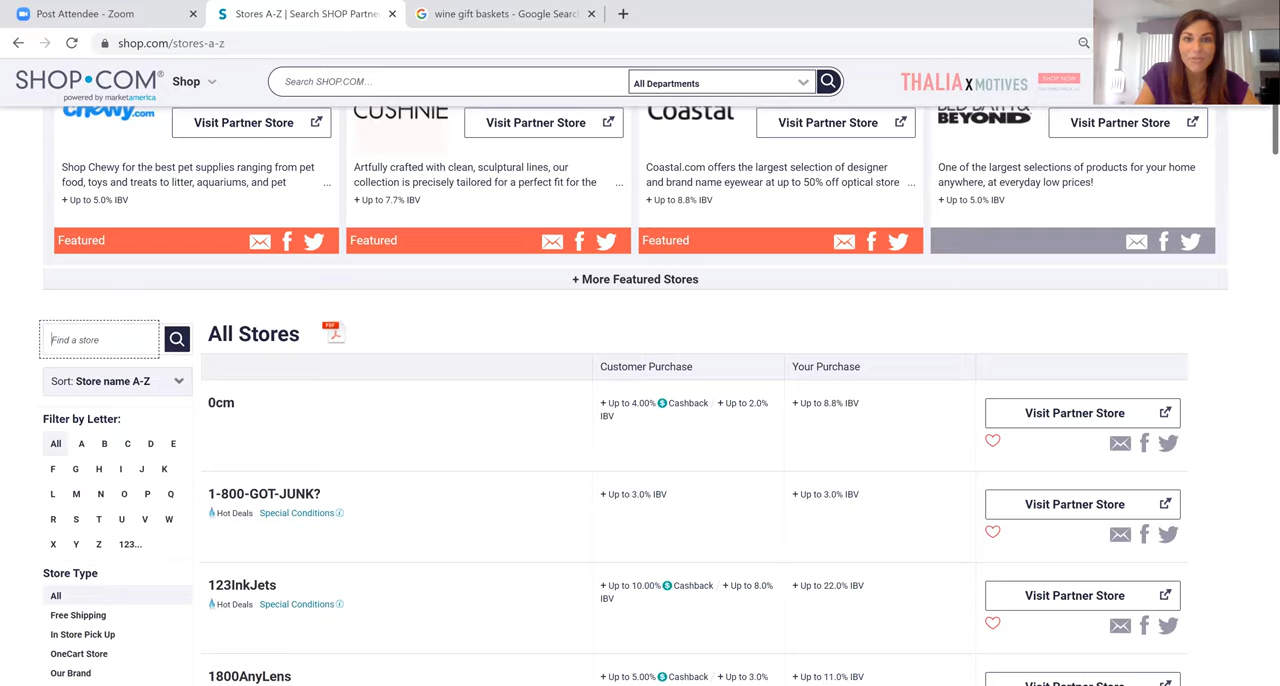 Post Attendee - Zoom
Stores A-Z | Search SHOP Partne
wine gift baskets - Google Searc
shop.com/stores-a-z
SHOP•COM®
powered by marketamerica
Shop
Search SHOP.COM...
All Departments
THALIA X MOTIVES
SHOP NOW
chewy.com
Visit Partner Store
CUSHNIE
Visit Partner Store
Coastal
Visit Partner Store
BED BATH &
BEYOND
Visit Partner Store
Shop Chewy for the best pet supplies ranging from pet
food, toys and treats to litter, aquariums, and pet ...
+ Up to 5.0% IBV
Artfully crafted with clean, sculptural lines, our
collection is precisely tailored for a perfect fit for the ...
+ Up to 7.7% IBV
Coastal.com offers the largest selection of designer
and brand name eyewear at up to 50% off optical store ...
+ Up to 8.8% IBV
One of the largest selections of products for your home
anywhere, at everyday low prices!
+ Up to 5.0% IBV
Featured
Featured
Featured
+ More Featured Stores
Find a store
Sort: Store name A-Z
Filter by Letter:
All A B C D E
F G H I J K
L M N O P Q
R S T U V W
X Y Z 123...
Store Type
All
Free Shipping
In Store Pick Up
OneCart Store
Our Brand
All Stores
PDF
Customer Purchase
Your Purchase
0cm
+ Up to 4.00% Cashback / + Up to 2.0%
IBV
+ Up to 8.8% IBV
Visit Partner Store
1-800-GOT-JUNK?
Hot Deals Special Conditions
+ Up to 3.0% IBV
+ Up to 3.0% IBV
Visit Partner Store
123InkJets
Hot Deals Special Conditions
+ Up to 10.00% Cashback / + Up to 8.0%
IBV
+ Up to 22.0% IBV
Visit Partner Store
1800AnyLens
+ Up to 5.00% Cashback / + Up to 3.0%
+ Up to 11.0% IBV
Visit Partner Store